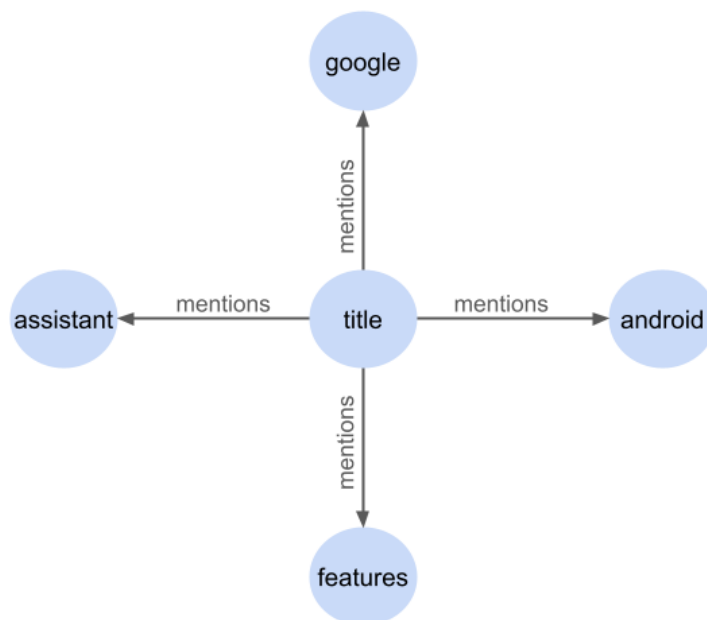 google
mentions
assistant
mentions
title
mentions
android
mentions
features